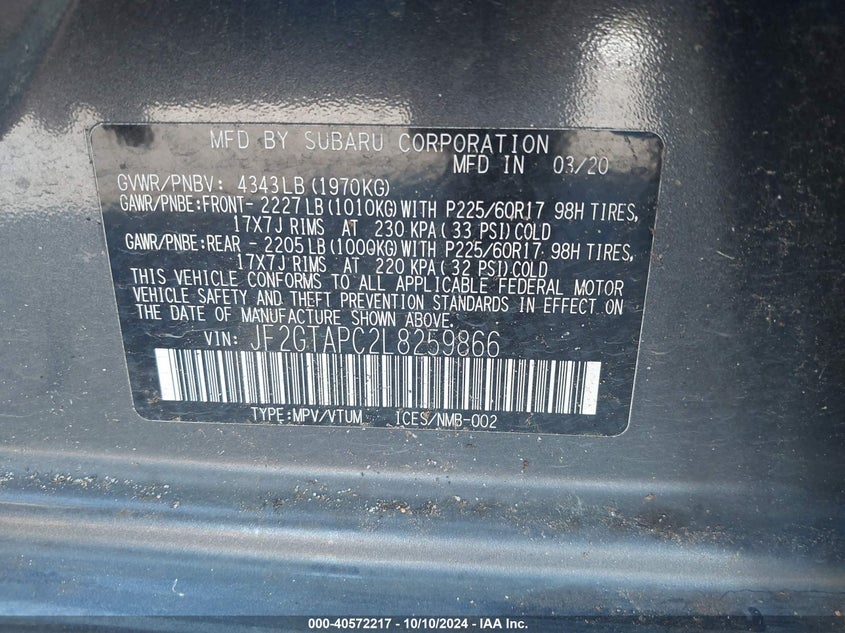 MFD BY SUBARU CORPORATION
MFD IN 03/20
GVWR/PNBV: 4343LB(1970KG)
GAWR/PNBE:FRONT- 2227LB(1010KG)WITH P225/60R17 98H TIRES,
17X7J RIMS AT 230 KPA(33 PSI)COLD
GAWR/PNBE:REAR - 2205LB(1000KG)WITH P225/60R17 98H TIRES,
17X7J RIMS AT 220 KPA(32 PSI)COLD
THIS VEHICLE CONFORMS TO ALL APPLICABLE FEDERAL MOTOR
VEHICLE SAFETY AND THEFT PREVENTION STANDARDS IN EFFECT ON
THE DATE OF MANUFACTURE SHOWN ABOVE.
VIN: JF2GTAPC2L8259866
TYPE:MPV/VTUM ICES/NMB-002
000-40572217 - 10/10/2024 - IAA Inc.